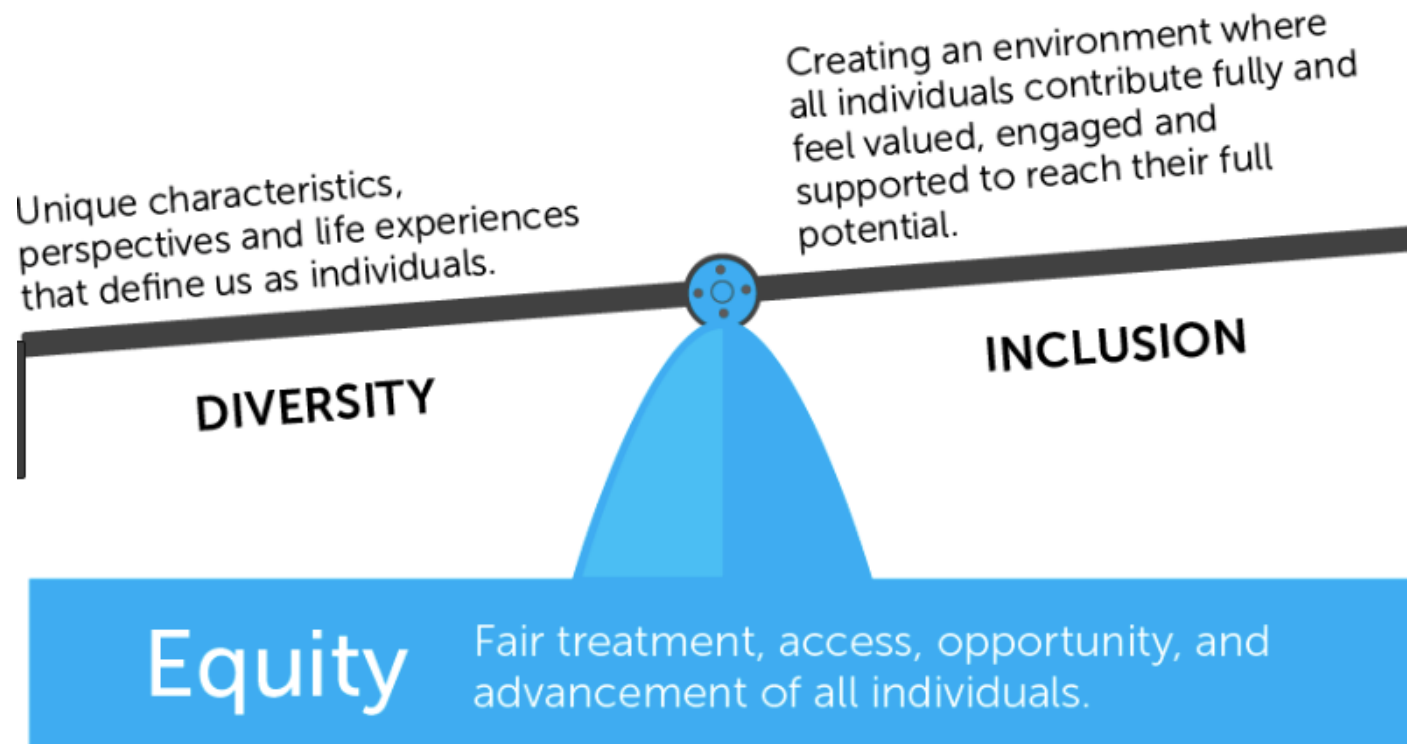 Unique characteristics,
perspectives and life experiences
that define us as individuals.
DIVERSITY
Creating an environment where
all individuals contribute fully and
feel valued, engaged and
supported to reach their full
potential.
INCLUSION
Equity
Fair treatment, access, opportunity, and
advancement of all individuals.